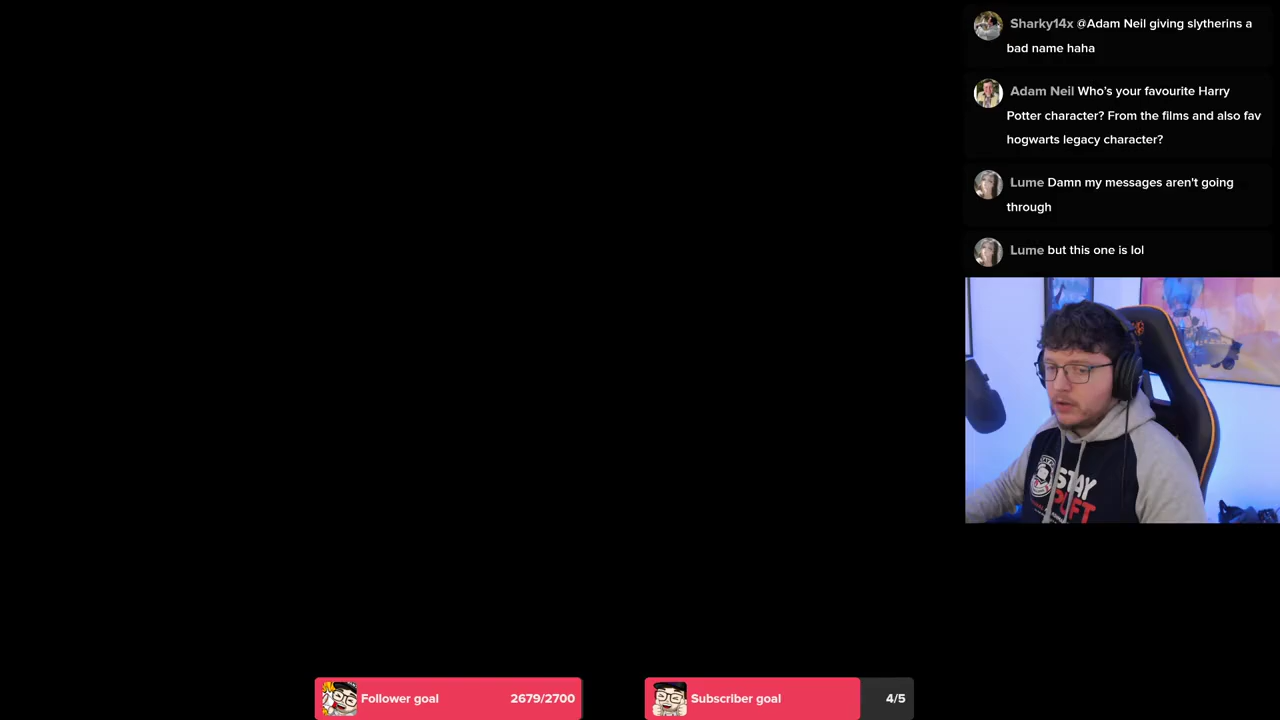 Sharky14x @Adam Neil giving slytherins a
bad name haha
Adam Neil Who's your favourite Harry
Potter character? From the films and also fav
hogwarts legacy character?
Lume Damn my messages aren't going
through
Lume but this one is lol
STAY
PUFT
Follower goal 2679/2700
Subscriber goal 4/5